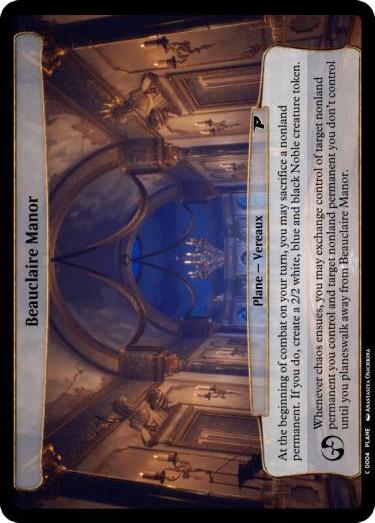 Beauclaire Manor
Plane — Vereaux
At the beginning of combat on your turn, you may sacrifice a nonland
permanent. If you do, create a 2/2 white, blue and black Noble creature token.
Whenever chaos ensues, you may exchange control of target nonland
permanent you control and target nonland permanent you don't control
until you planeswalk away from Beauclaire Manor.
C 0004 PLANE Anastasiya Osichkina